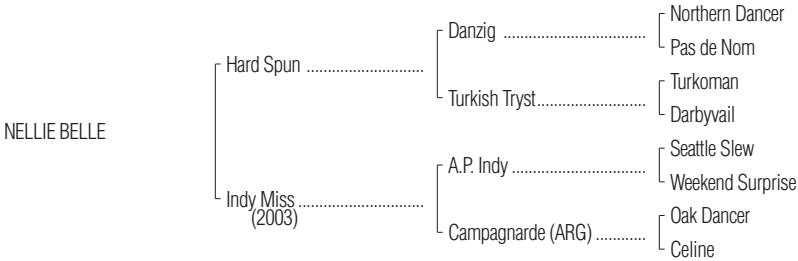 Northern Dancer
Danzig ..................................
Pas de Nom
Hard Spun ............................
Turkoman
Turkish Tryst..........................
Darbyvail
NELLIE BELLE
Seattle Slew
A.P. Indy ................................
Weekend Surprise
Indy Miss ..............................
(2003)
Oak Dancer
Campagnarde (ARG) ............
Celine